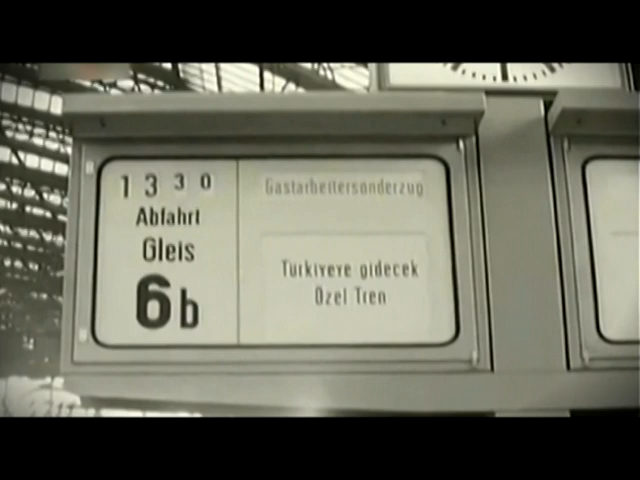 13 30
Abfahrt
Gleis
6b
Gastarbeitersonderzug
Türkiyeye gidecek
Özel Tren